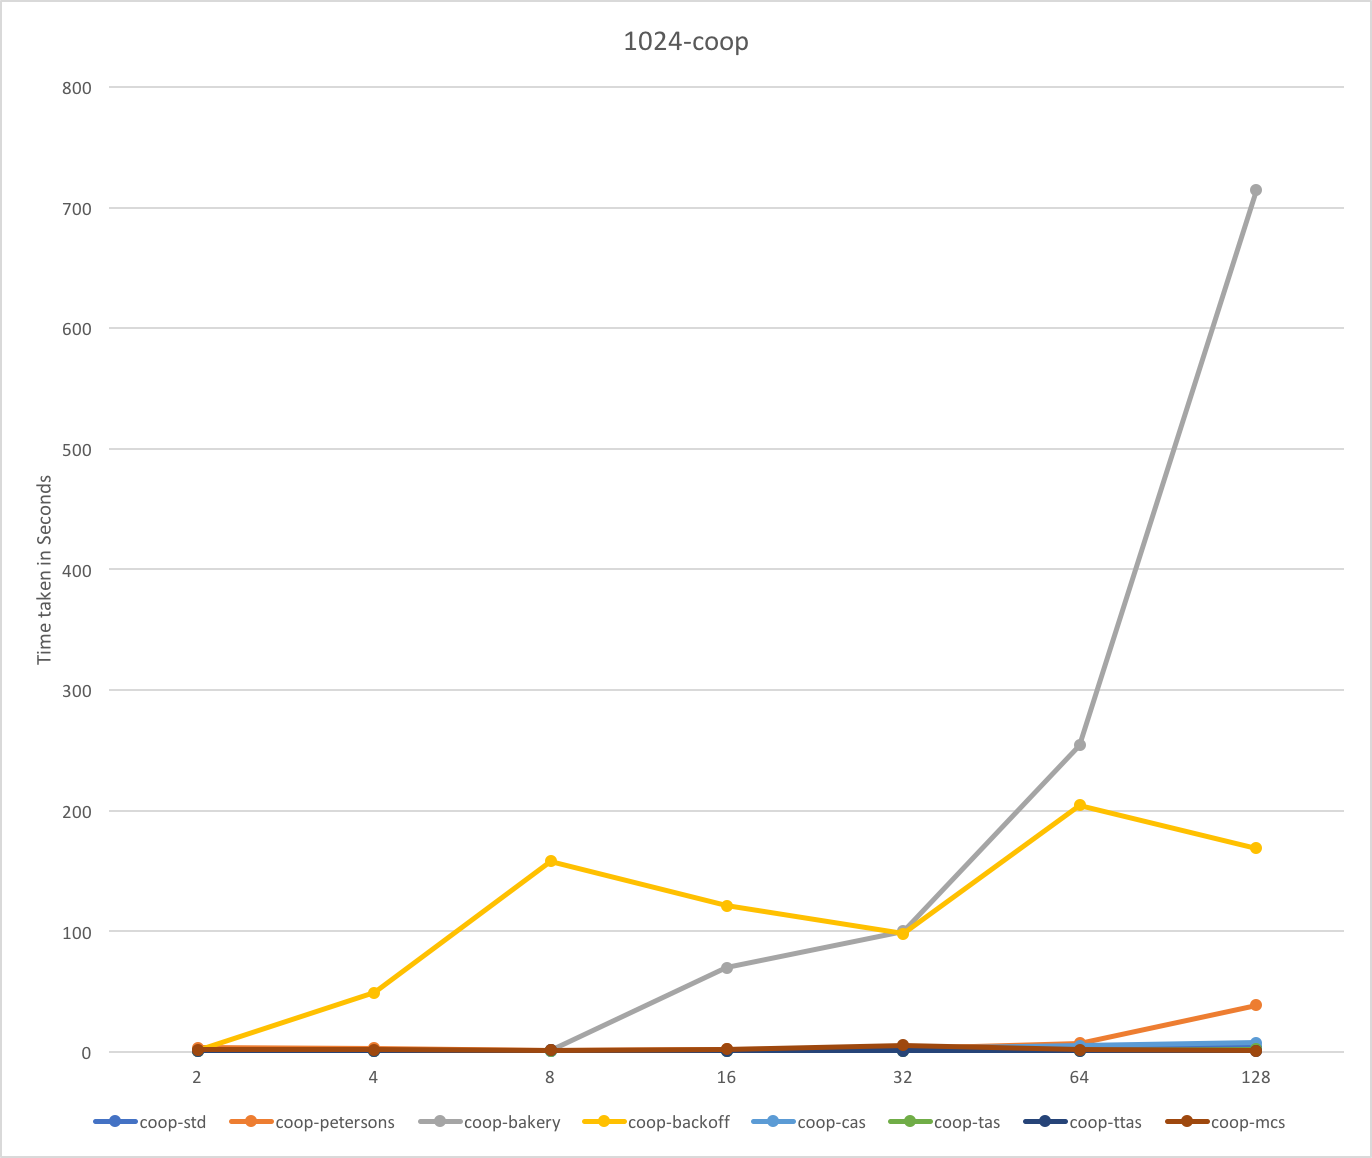 1024-coop
800
700
600
500
400
300
200
100
0
Time taken in Seconds
2 4 8 16 32 64 128
coop-std coop-petersons coop-bakery coop-backoff coop-cas coop-tas coop-ttas coop-mcs